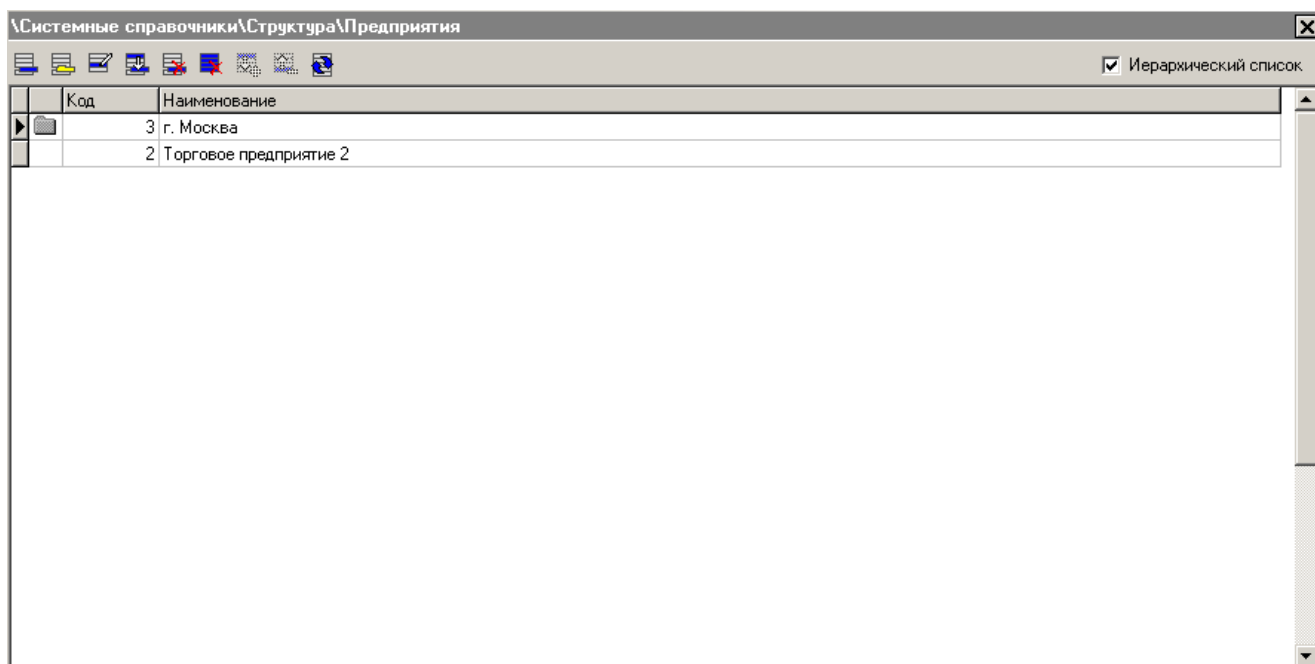 \Системные справочники\Структура\Предприятия
Иерархический список
Код Наименование
3 г. Москва
2 Торговое предприятие 2